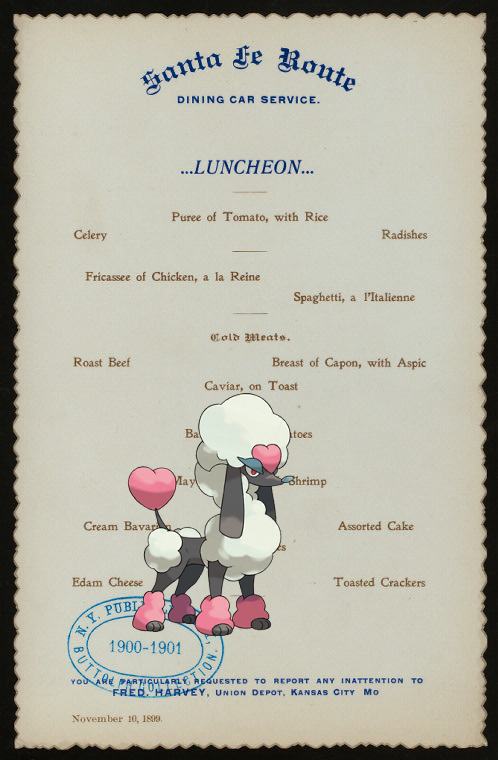 Santa Fe Route
DINING CAR SERVICE.
...LUNCHEON...
Puree of Tomato, with Rice
Celery Radishes
Fricassee of Chicken, a la Reine
Spaghetti, a l'Italienne
Cold Meats.
Roast Beef Breast of Capon, with Aspic
Caviar, on Toast
Shrimp
Cream Assorted Cake
Edam Cheese Toasted Crackers
N.Y.
1900-1901
COLLECTION.
YOU ARE PARTICULARLY REQUESTED TO REPORT ANY INATTENTION TO
FRED. HARVEY, UNION DEPOT, KANSAS CITY MO
November 10, 1899.